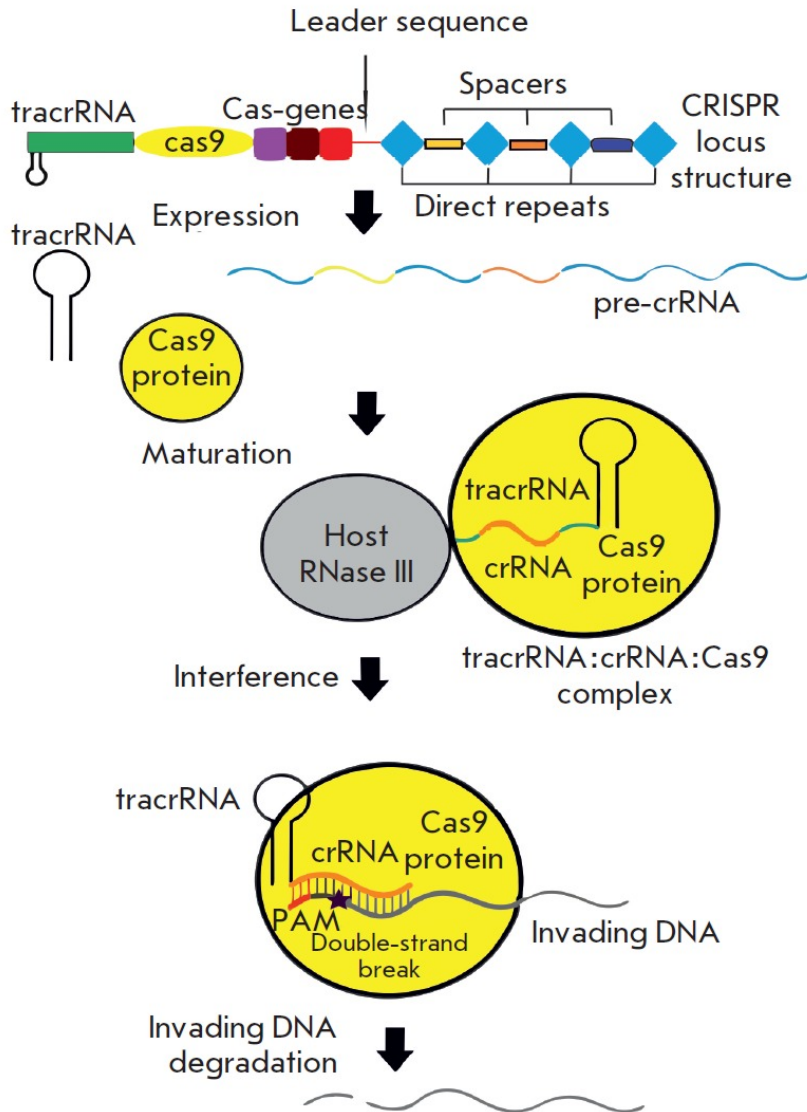 Leader sequence
tracrRNA
cas9
Cas-genes
Spacers
CRISPR
locus
structure
Direct repeats
Expression
tracrRNA
pre-crRNA
Cas9
protein
Maturation
Host
RNase III
tracrRNA
crRNA
Cas9
protein
tracrRNA:crRNA:Cas9
complex
Interference
tracrRNA
crRNA
Cas9
protein
PAM
Double-strand
break
Invading DNA
Invading DNA
degradation